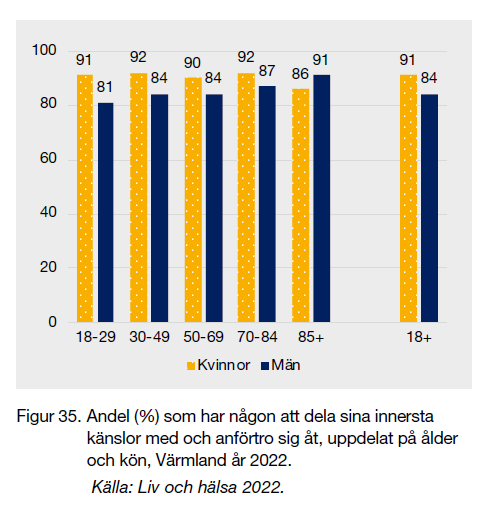 100
80
60
40
20
0
91 81 92 84 90 84 92 87 86 91 91 84
18-29 30-49 50-69 70-84 85+ 18+
Kvinnor Män
Figur 35. Andel (%) som har någon att dela sina innersta
känslor med och anförtro sig åt, uppdelat på ålder
och kön, Värmland år 2022.
Källa: Liv och hälsa 2022.